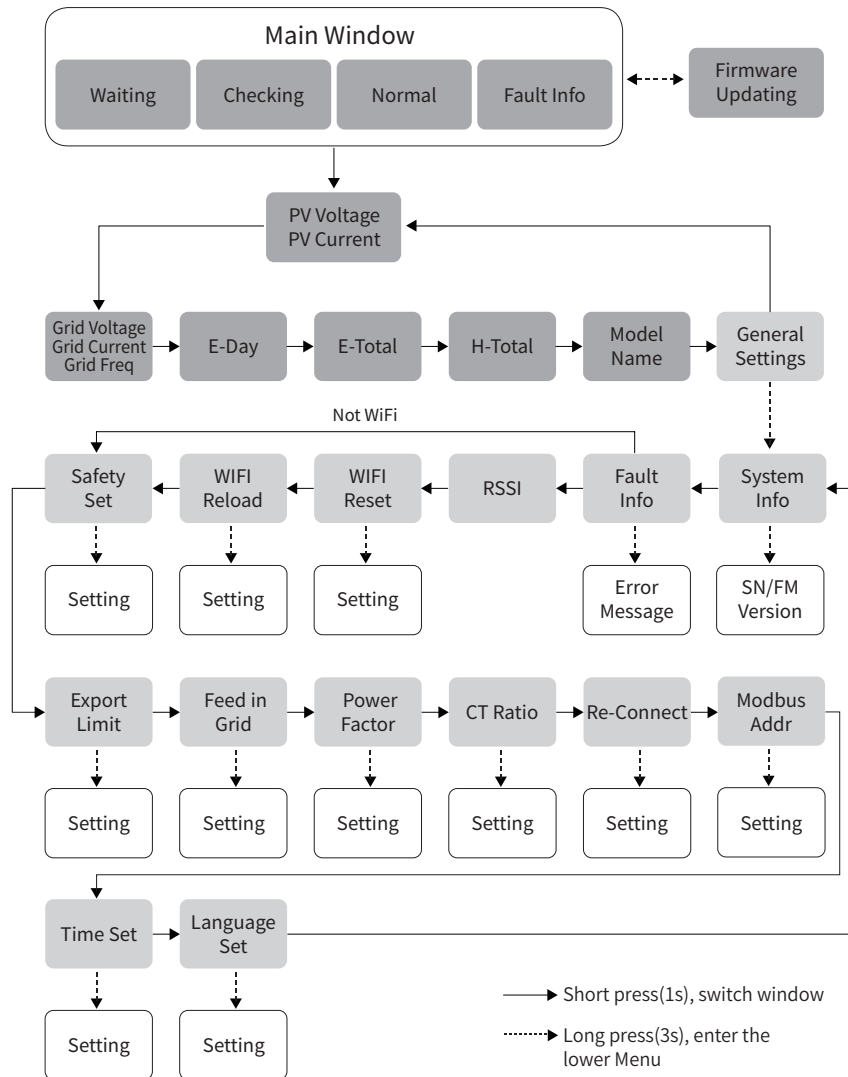 Main Window
Waiting
Checking
Normal
Fault Info
Firmware
Updating
PV Voltage
PV Current
Grid Voltage
Grid Current
Grid Freq
E-Day
E-Total
H-Total
Model
Name
General
Settings
Not WiFi
Safety
Set
WIFI
Reload
WIFI
Reset
RSSI
Fault
Info
System
Info
Setting
Setting
Setting
Error
Message
SN/FM
Version
Export
Limit
Feed in
Grid
Power
Factor
CT Ratio
Re-Connect
Modbus
Addr
Setting
Setting
Setting
Setting
Setting
Setting
Time Set
Language
Set
Setting
Setting
Short press(1s), switch window
Long press(3s), enter the
lower Menu